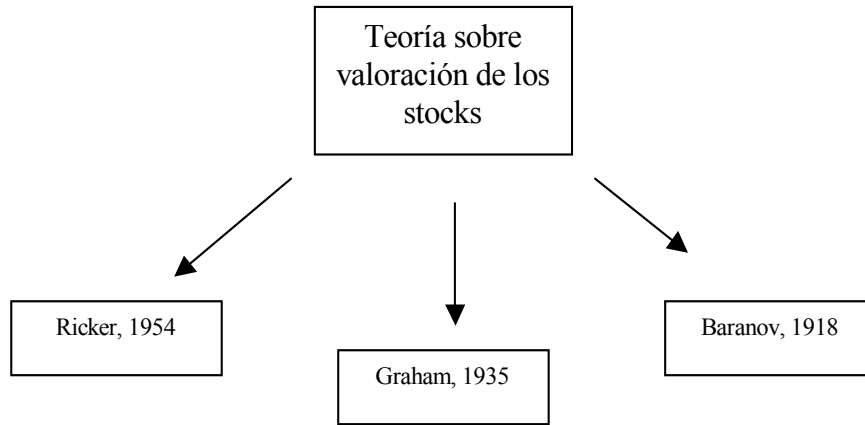 Teoría sobre
valoración de los
stocks
Ricker, 1954
Graham, 1935
Baranov, 1918